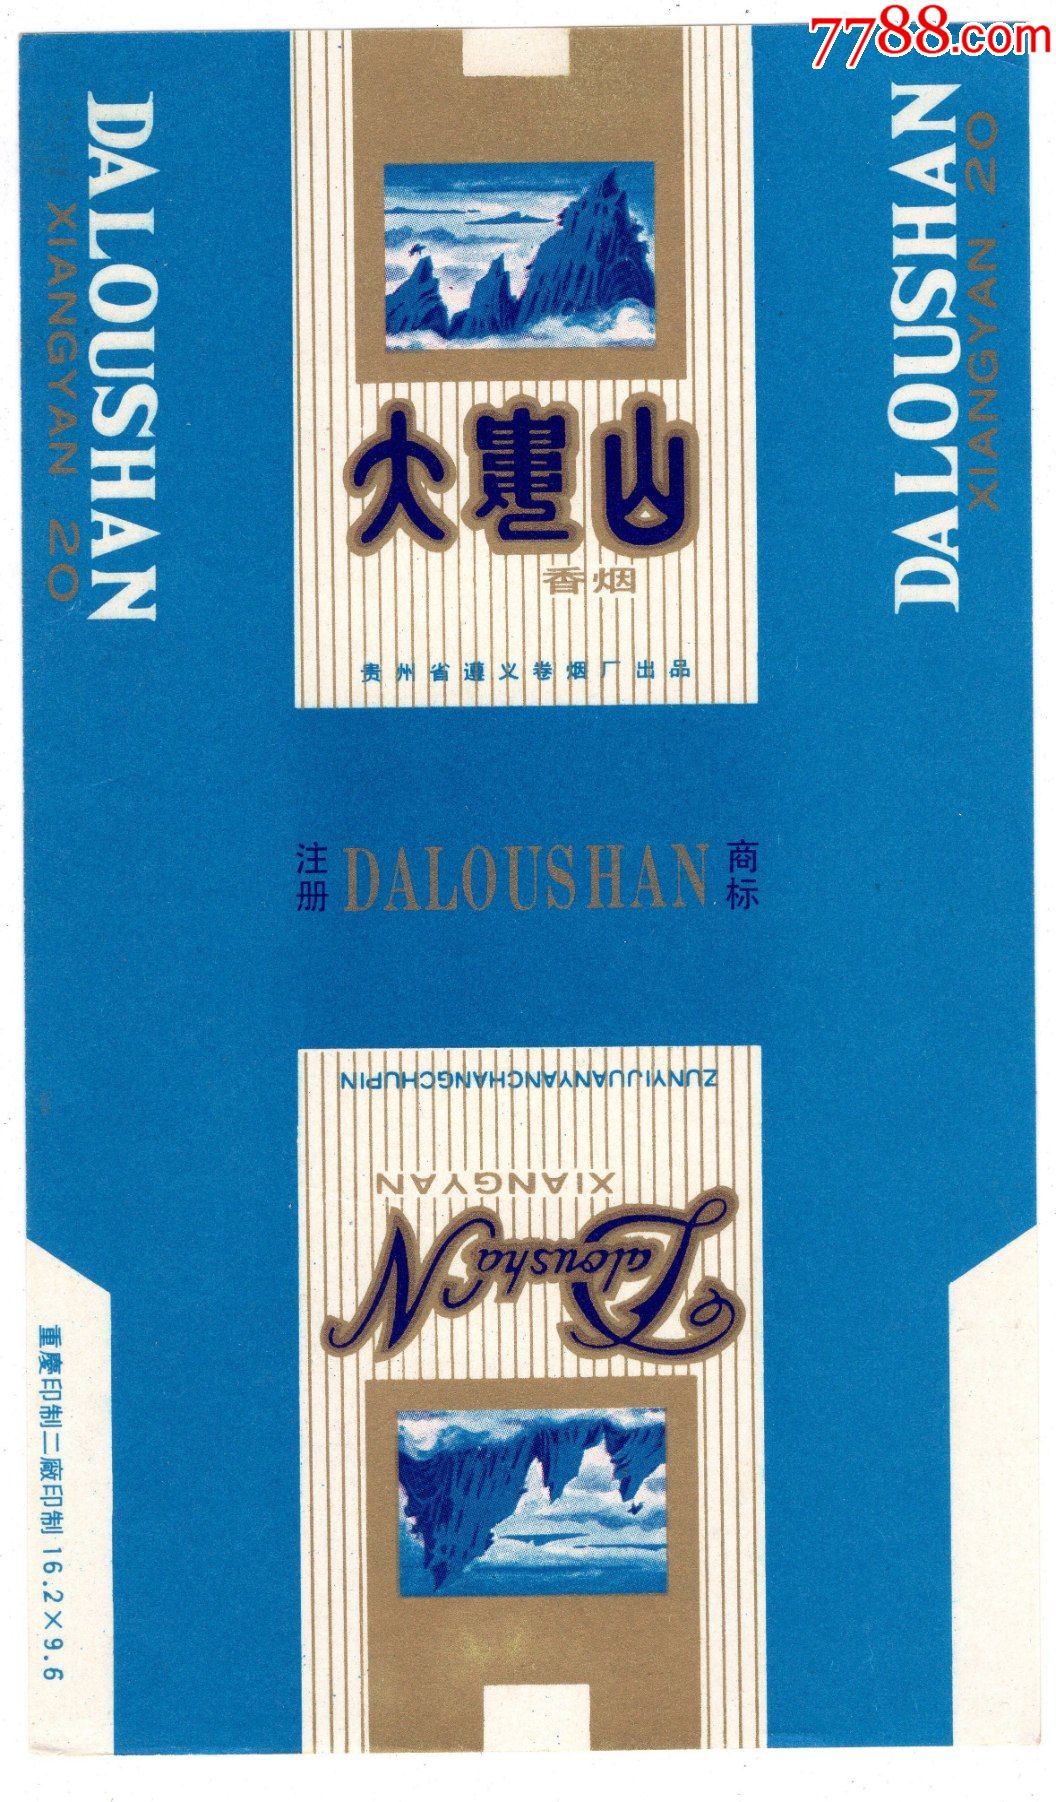 7788.com
DALOUSHAN
XIANGYAN 20
DALOUSHAN
XIANGYAN 20
大娄山
香烟
贵州省遵义卷烟厂出品
注册 DALOUSHAN 商标
ZUNYIJUANYANCHANGCHUPIN
XIANGYAN
DaloushaN
重慶印制二廠印制 16.2×9.6